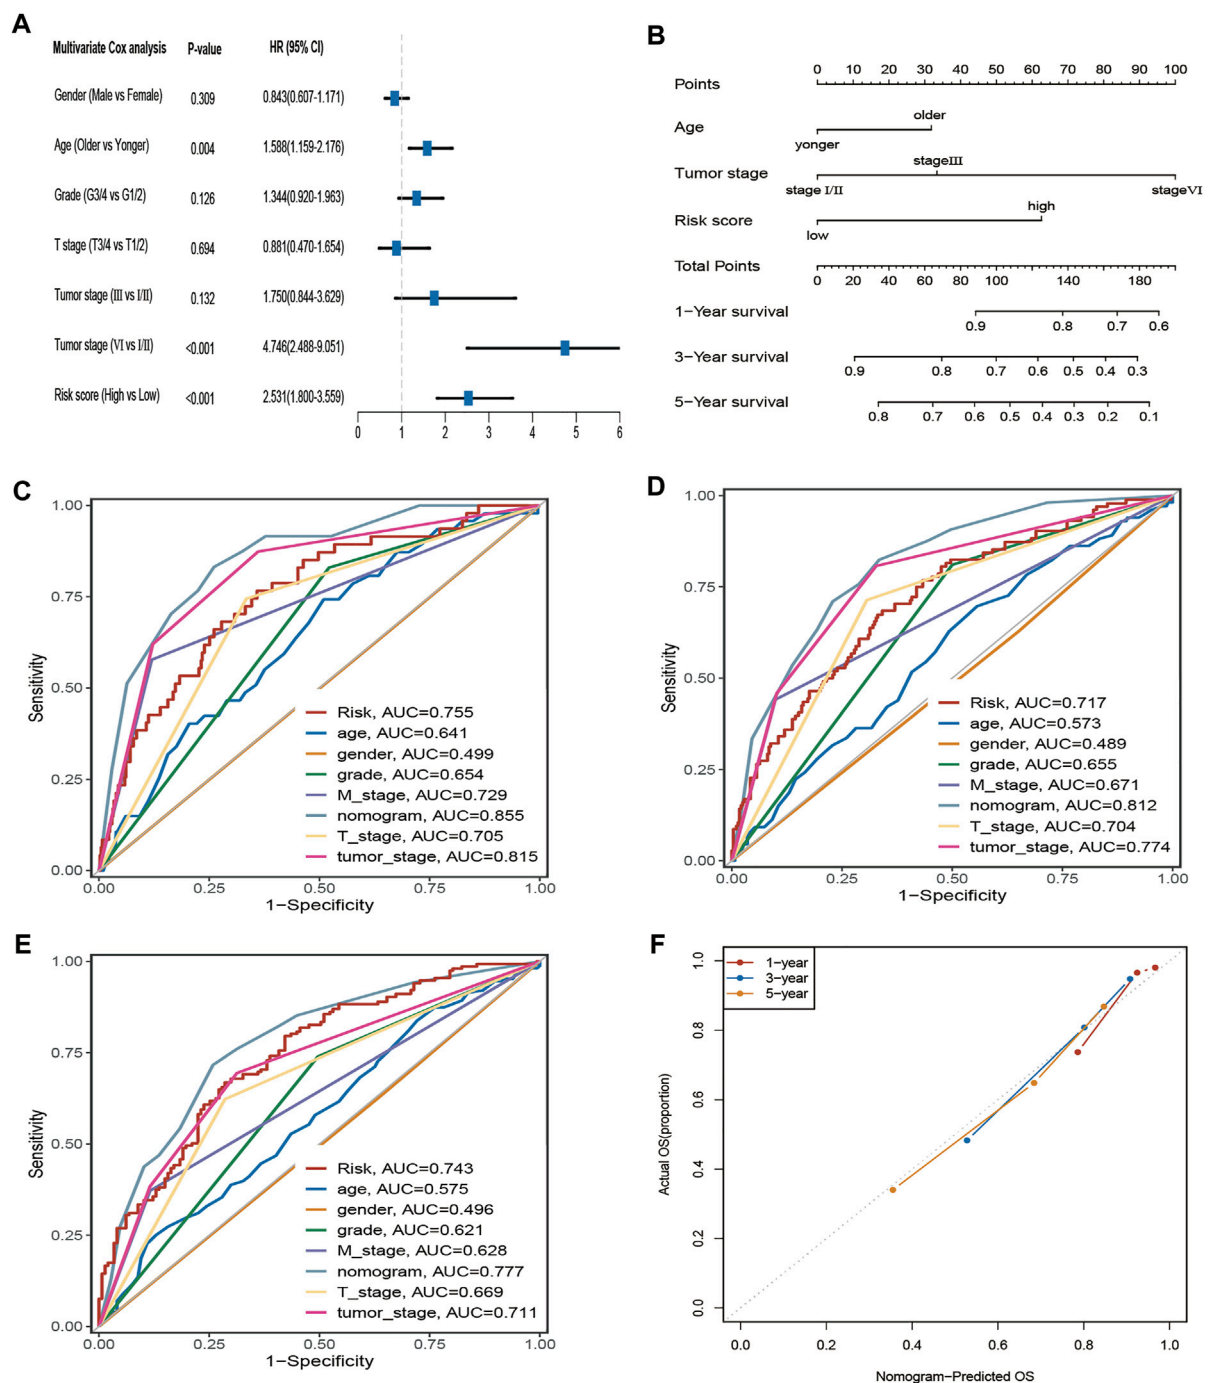 A
Multivariate Cox analysis P-value HR (95% CI)
Gender (Male vs Female) 0.309 0.843(0.607-1.171)
Age (Older vs Yonger) 0.004 1.588(1.159-2.176)
Grade (G3/4 vs G1/2) 0.126 1.344(0.920-1.963)
T stage (T3/4 vs T1/2) 0.694 0.881(0.470-1.654)
Tumor stage (III vs I/II) 0.132 1.750(0.844-3.629)
Tumor stage (VI vs I/II) <0.001 4.746(2.488-9.051)
Risk score (High vs Low) <0.001 2.531(1.800-3.559)
0 1 2 3 4 5 6
B
Points 0 10 20 30 40 50 60 70 80 90 100
Age yonger older
Tumor stage stage I/II stageIII stageVI
Risk score low high
Total Points 0 20 40 60 80 100 140 180
1-Year survival 0.9 0.8 0.7 0.6
3-Year survival 0.9 0.8 0.7 0.6 0.5 0.4 0.3
5-Year survival 0.8 0.7 0.6 0.5 0.4 0.3 0.2 0.1
C
Sensitivity
1.00
0.75
0.50
0.25
0.00
Risk, AUC=0.755
age, AUC=0.641
gender, AUC=0.499
grade, AUC=0.654
M_stage, AUC=0.729
nomogram, AUC=0.855
T_stage, AUC=0.705
tumor_stage, AUC=0.815
0.00 0.25 0.50 0.75 1.00
1-Specificity
D
Sensitivity
1.00
0.75
0.50
0.25
0.00
Risk, AUC=0.717
age, AUC=0.573
gender, AUC=0.489
grade, AUC=0.655
M_stage, AUC=0.671
nomogram, AUC=0.812
T_stage, AUC=0.704
tumor_stage, AUC=0.774
0.00 0.25 0.50 0.75 1.00
1-Specificity
E
Sensitivity
1.00
0.75
0.50
0.25
0.00
Risk, AUC=0.743
age, AUC=0.575
gender, AUC=0.496
grade, AUC=0.621
M_stage, AUC=0.628
nomogram, AUC=0.777
T_stage, AUC=0.669
tumor_stage, AUC=0.711
0.00 0.25 0.50 0.75 1.00
1-Specificity
F
1-year
3-year
5-year
Actual OS(proportion)
1.0
0.8
0.6
0.4
0.2
0.0
0.0 0.2 0.4 0.6 0.8 1.0
Nomogram-Predicted OS